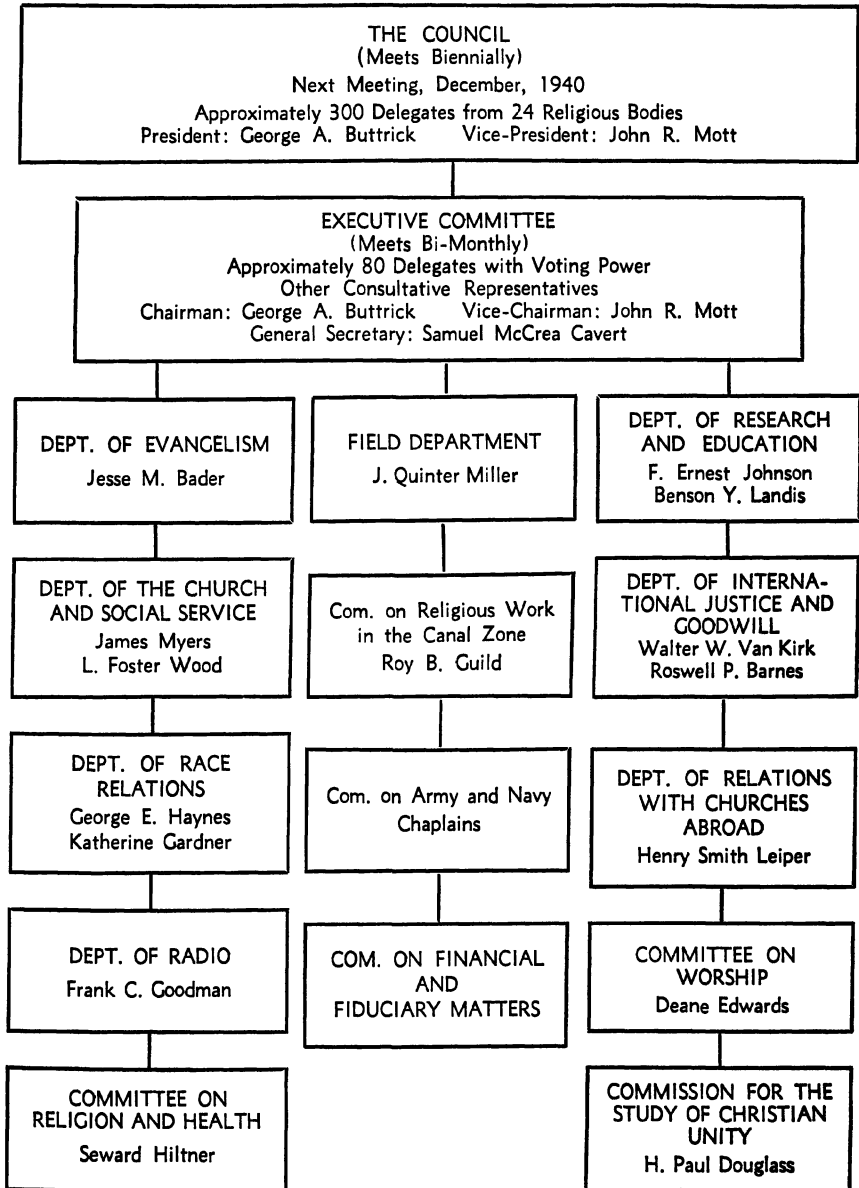 THE COUNCIL
(Meets Biennially)
Next Meeting, December, 1940
Approximately 300 Delegates from 24 Religious Bodies
President: George A. Buttrick Vice-President: John R. Mott
EXECUTIVE COMMITTEE
(Meets Bi-Monthly)
Approximately 80 Delegates with Voting Power
Other Consultative Representatives
Chairman: George A. Buttrick Vice-Chairman: John R. Mott
General Secretary: Samuel McCrea Cavert
DEPT. OF EVANGELISM
Jesse M. Bader
FIELD DEPARTMENT
J. Quinter Miller
DEPT. OF RESEARCH
AND EDUCATION
F. Ernest Johnson
Benson Y. Landis
DEPT. OF THE CHURCH
AND SOCIAL SERVICE
James Myers
L. Foster Wood
Com. on Religious Work
in the Canal Zone
Roy B. Guild
DEPT. OF INTERNA-
TIONAL JUSTICE AND
GOODWILL
Walter W. Van Kirk
Roswell P. Barnes
DEPT. OF RACE
RELATIONS
George E. Haynes
Katherine Gardner
Com. on Army and Navy
Chaplains
DEPT. OF RELATIONS
WITH CHURCHES
ABROAD
Henry Smith Leiper
DEPT. OF RADIO
Frank C. Goodman
COM. ON FINANCIAL
AND
FIDUCIARY MATTERS
COMMITTEE ON
WORSHIP
Deane Edwards
COMMITTEE ON
RELIGION AND HEALTH
Seward Hiltner
COMMISSION FOR THE
STUDY OF CHRISTIAN
UNITY
H. Paul Douglass